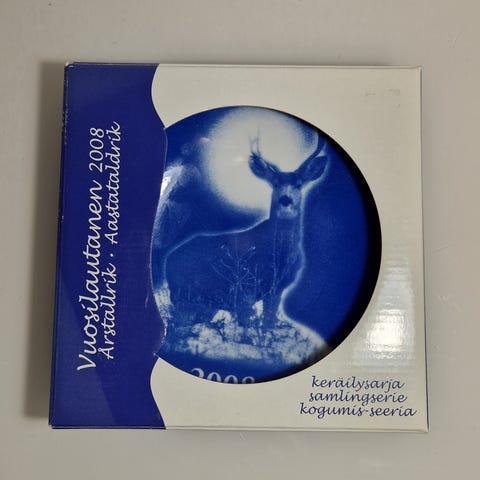 Vuosilautanen 2008
Årstallrik · Aastataldrik
2008
keräilysarja
samlingserie
kogumis-seeria